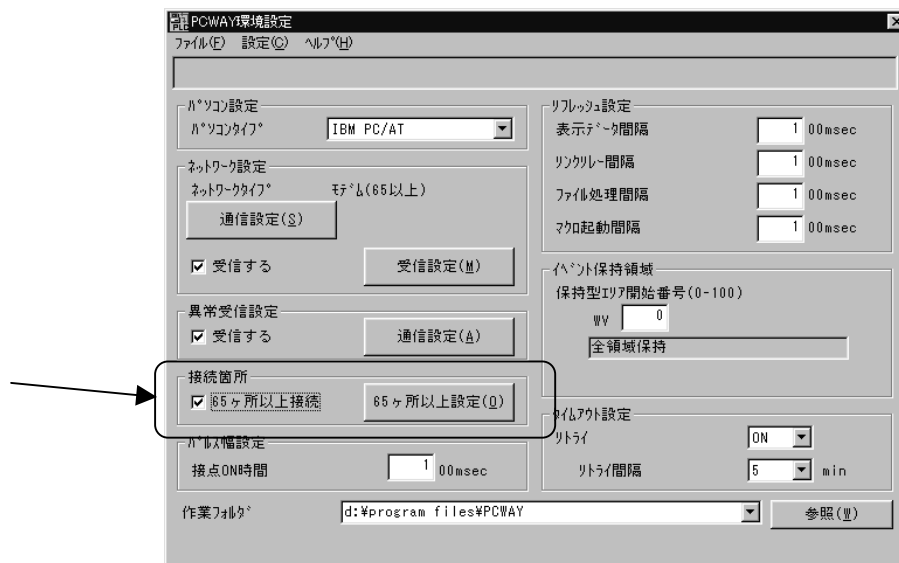 PCWAY環境設定
ﾌｧｲﾙ(F) 設定(C) ﾍﾙﾌﾟ(H)
ﾊﾟｿｺﾝ設定
ﾊﾟｿｺﾝﾀｲﾌﾟ IBM PC/AT
ﾈｯﾄﾜｰｸ設定
ﾈｯﾄﾜｰｸﾀｲﾌﾟ ﾓﾃﾞﾑ(65以上)
通信設定(S)
受信する 受信設定(M)
異常受信設定
受信する 通信設定(A)
接続箇所
65ヶ所以上接続 65ヶ所以上設定(O)
ﾊﾟﾙｽ幅設定
接点ON時間 1 00msec
ﾘﾌﾚｯｼｭ設定
表示ﾃﾞｰﾀ間隔 1 00msec
ﾘﾝｸﾘﾚｰ間隔 1 00msec
ﾌｧｲﾙ処理間隔 1 00msec
ﾏｸﾛ起動間隔 1 00msec
ｲﾍﾞﾝﾄ保持領域
保持型ｴﾘｱ開始番号(0-100)
WV 0
全領域保持
ﾀｲﾑｱｳﾄ設定
ﾘﾄﾗｲ ON
ﾘﾄﾗｲ間隔 5 min
作業ﾌｫﾙﾀﾞ d:¥program files¥PCWAY 参照(W)